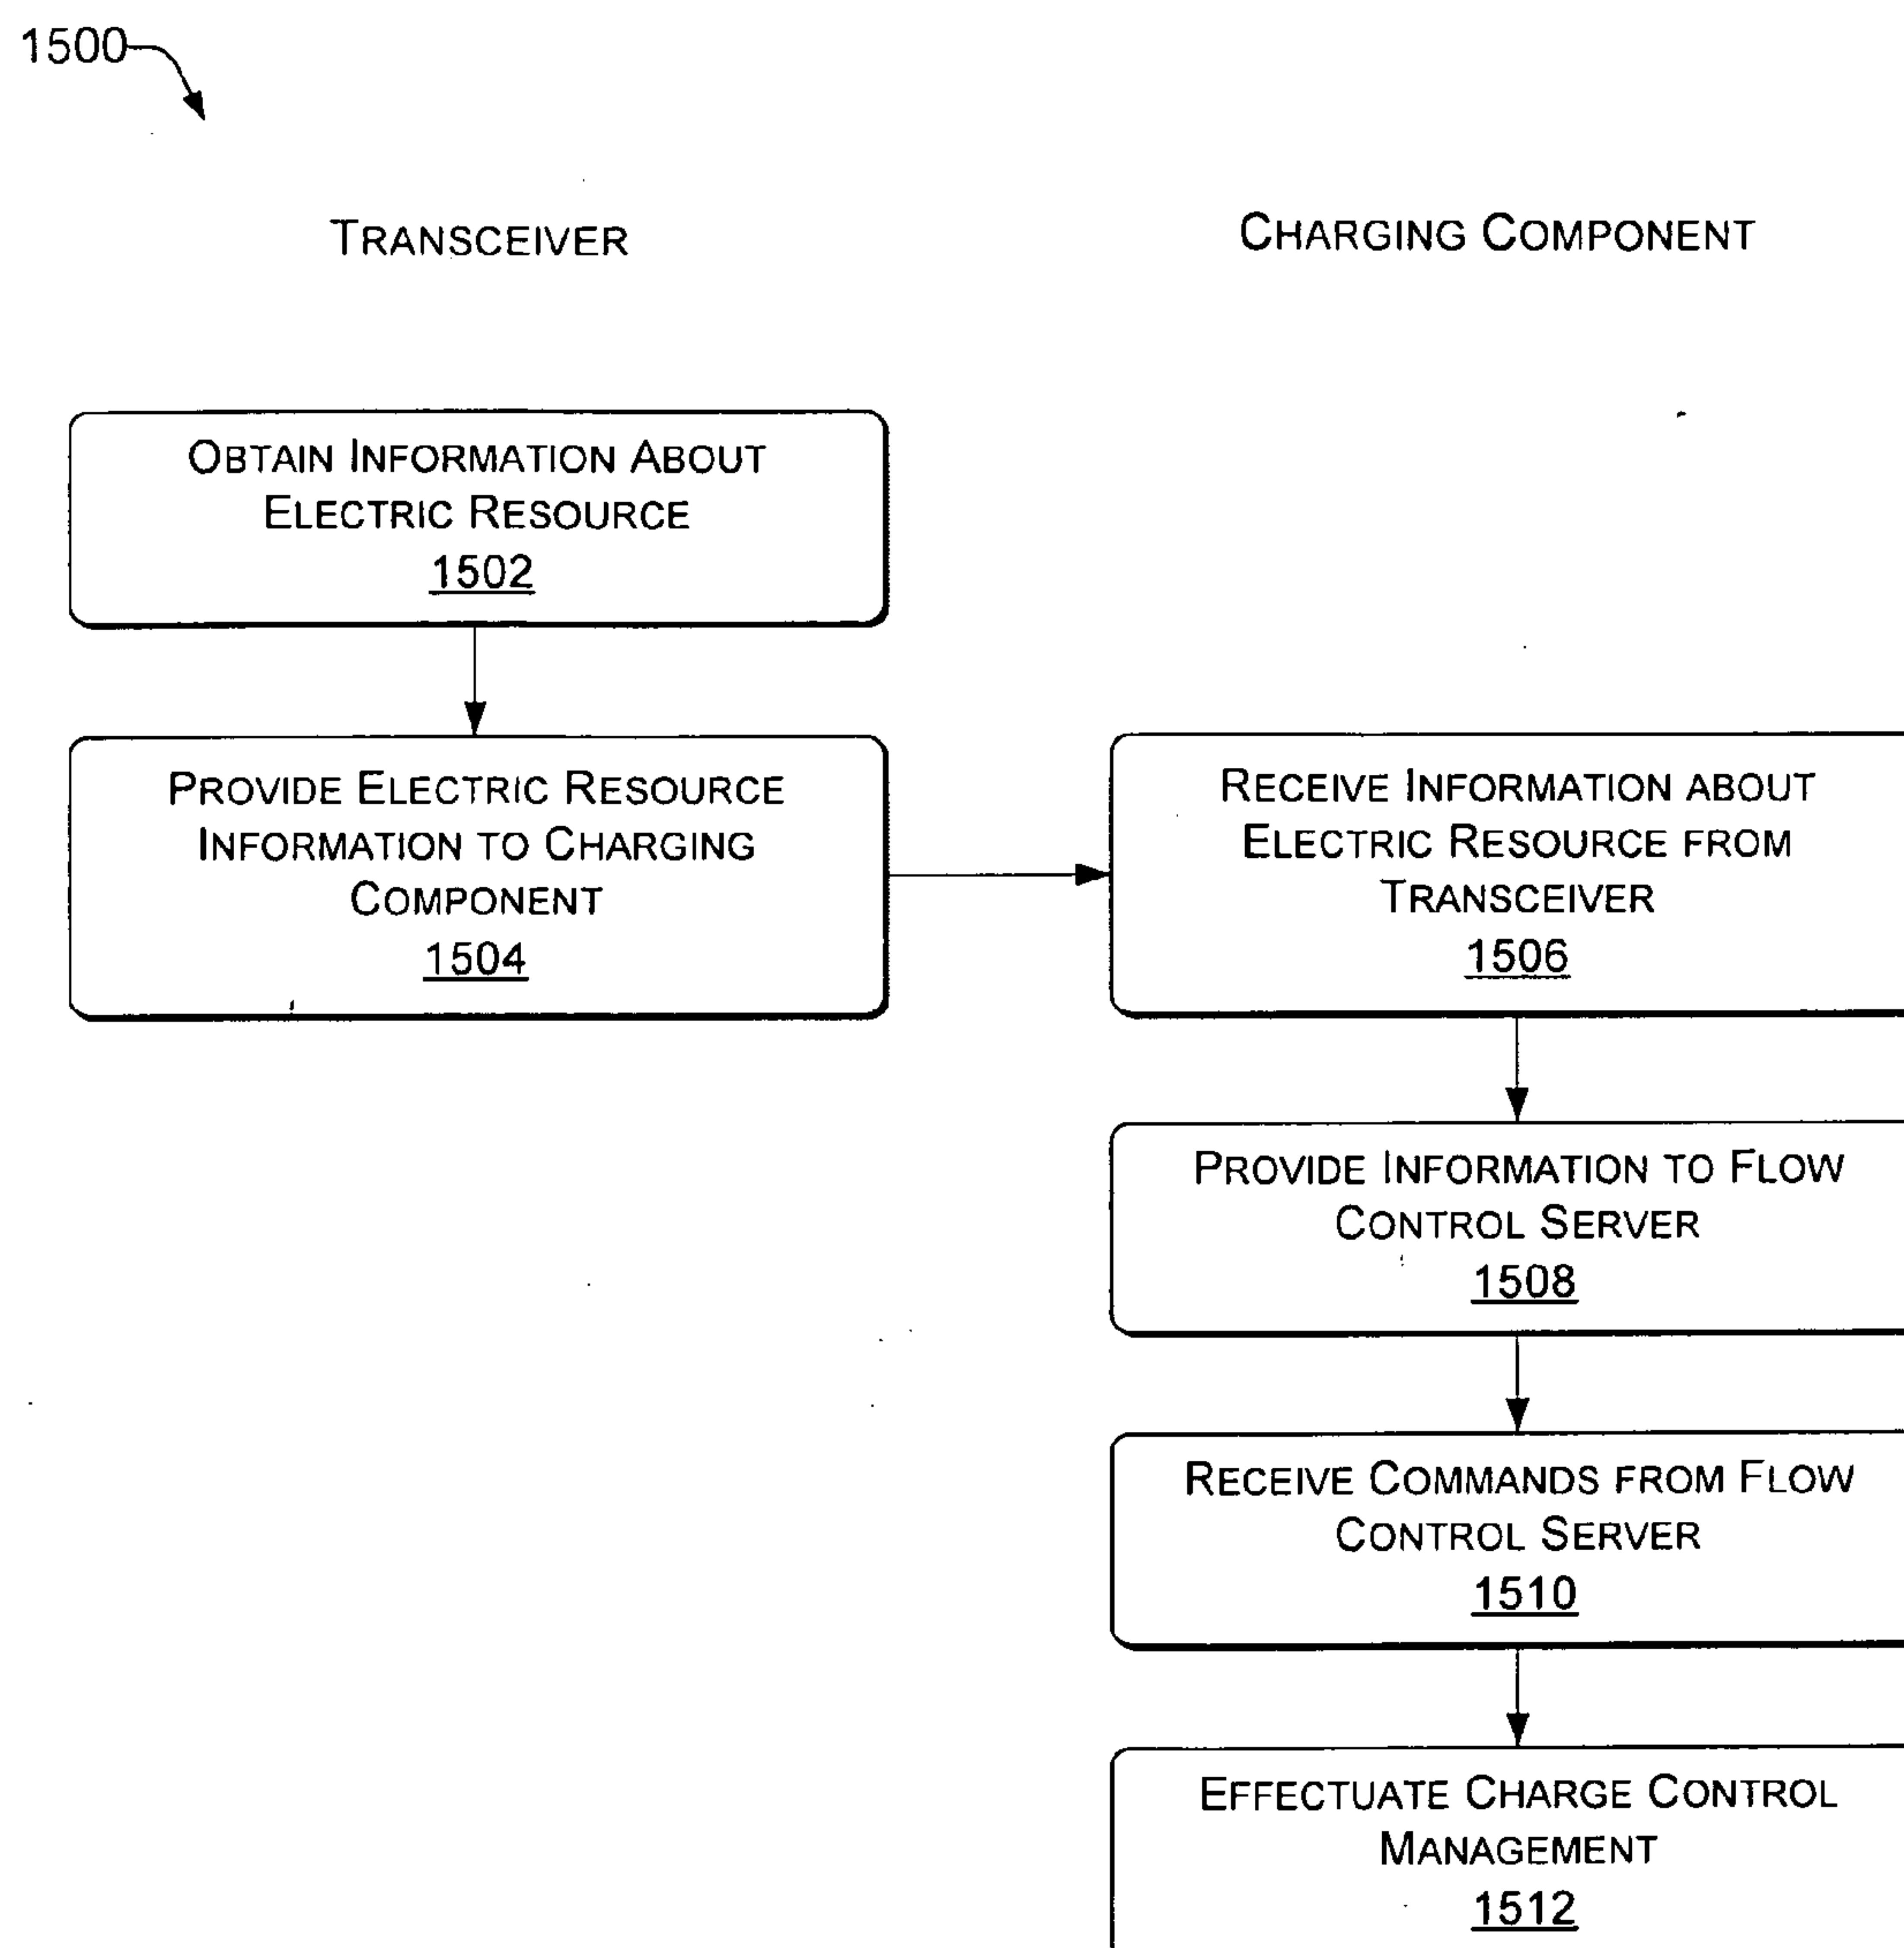 1500
TRANSCEIVER
CHARGING COMPONENT
OBTAIN INFORMATION ABOUT
ELECTRIC RESOURCE
1502
PROVIDE ELECTRIC RESOURCE
INFORMATION TO CHARGING
COMPONENT
1504
RECEIVE INFORMATION ABOUT
ELECTRIC RESOURCE FROM
TRANSCEIVER
1506
PROVIDE INFORMATION TO FLOW
CONTROL SERVER
1508
RECEIVE COMMANDS FROM FLOW
CONTROL SERVER
1510
EFFECTUATE CHARGE CONTROL
MANAGEMENT
1512